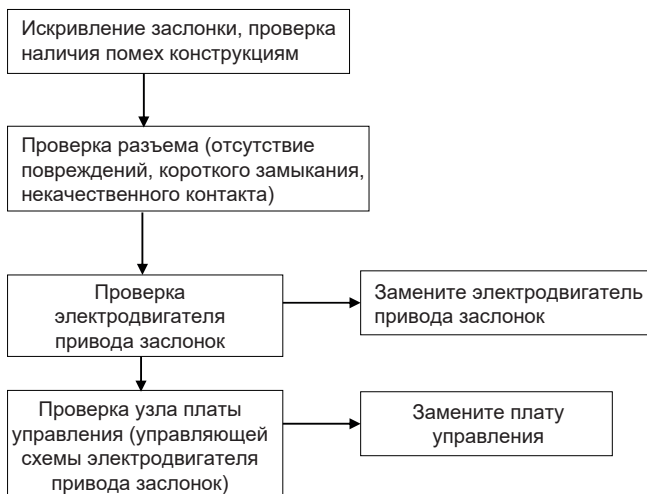 Искривление заслонки, проверка
наличия помех конструкциям
Проверка разъема (отсутствие
повреждений, короткого замыкания,
некачественного контакта)
Проверка
электродвигателя
привода заслонок
Замените электродвигатель
привода заслонок
Проверка узла платы
управления (управляющей
схемы электродвигателя
привода заслонок)
Замените плату
управления